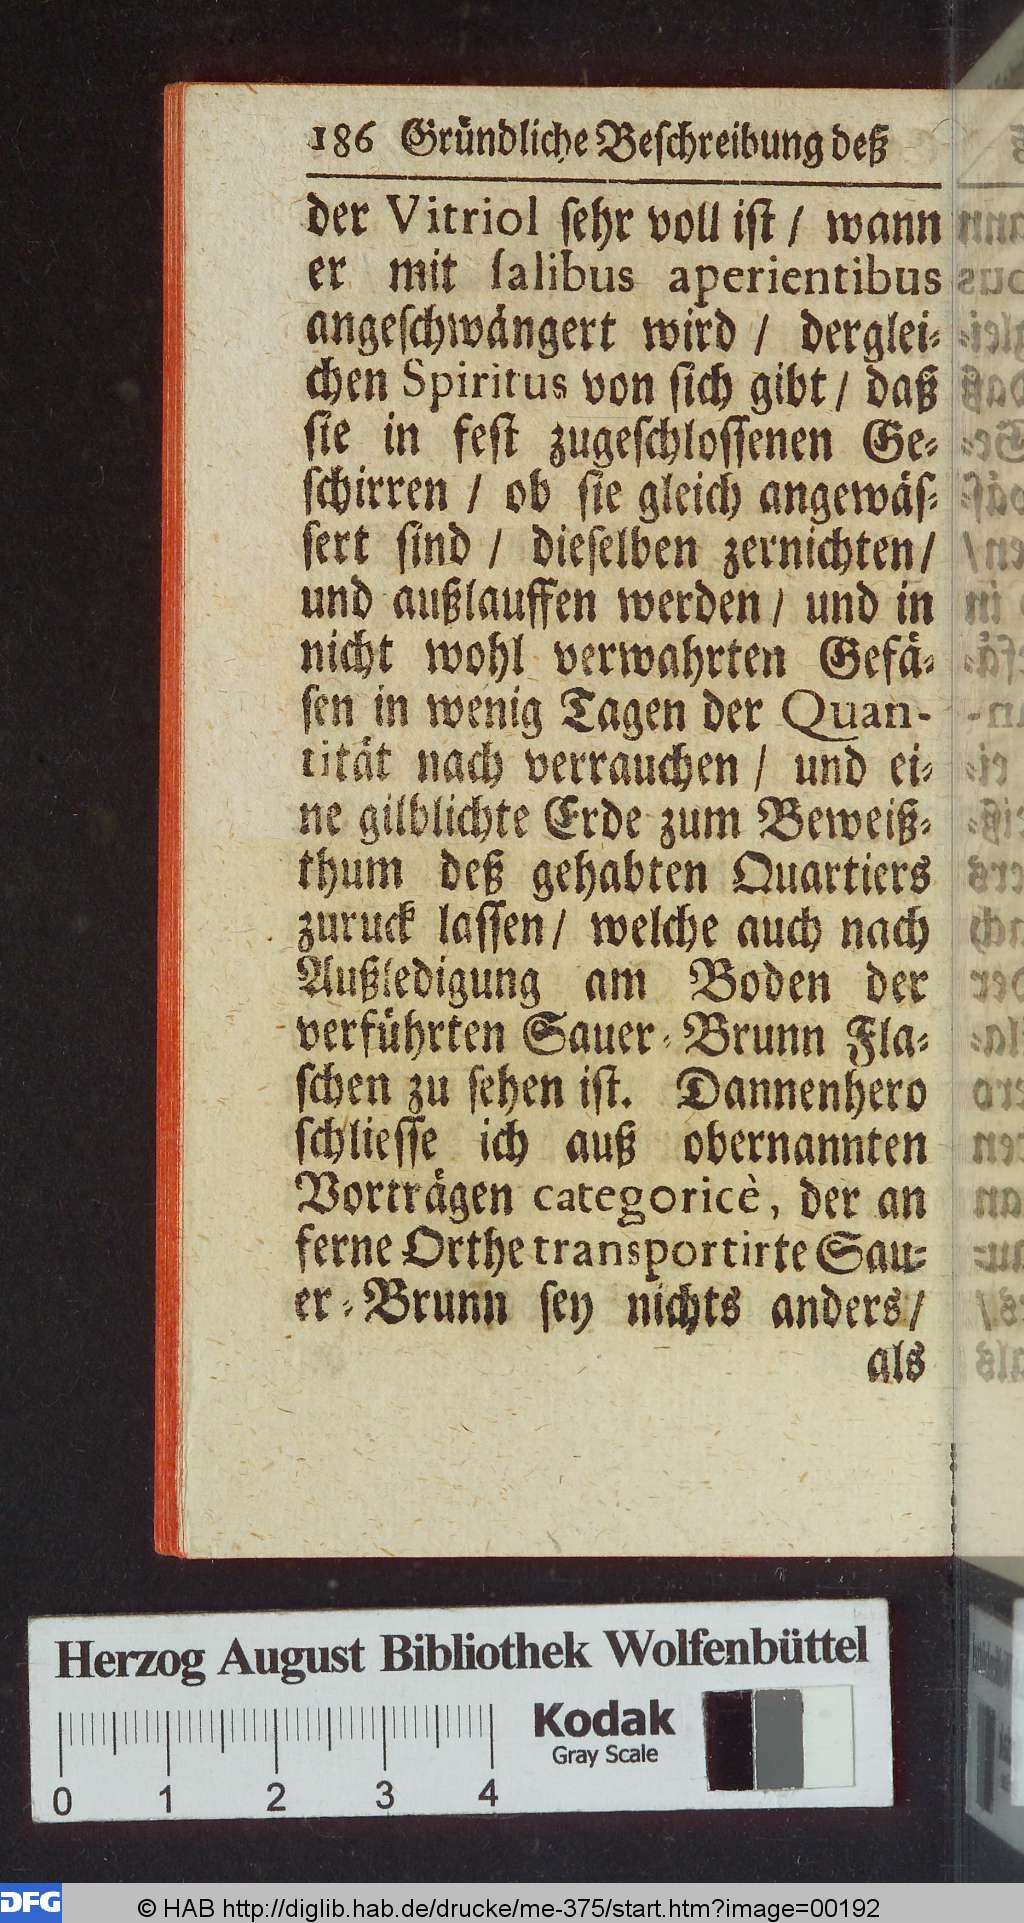 186 Gründliche Beschreibung deß
der Vitriol sehr voll ist / wann
er mit salibus aperientibus
angeschwängert wird / derglei-
chen Spiritus von sich gibt / daß
sie in fest zugeschlossenen Ge-
schirren / ob sie gleich angewäs-
sert sind / dieselben zernichten /
und außlauffen werden / und in
nicht wohl verwahrten Gefä-
sen in wenig Tagen der Quan-
tität nach verrauchen / und ei-
ne gilblichte Erde zum Beweiß-
thum deß gehabten Quartiers
zuruck lassen / welche auch nach
Außledigung am Boden der
verführten Sauer-Brunn Fla-
schen zu sehen ist. Dannenhero
schliesse ich auß obernannten
Vorträgen categoricè, der an
ferne Orthe transportirte Sau-
er-Brunn sey nichts anders /
als
Herzog August Bibliothek Wolfenbüttel
Kodak
Gray Scale
0 1 2 3 4
DFG © HAB http://diglib.hab.de/drucke/me-375/start.htm?image=00192